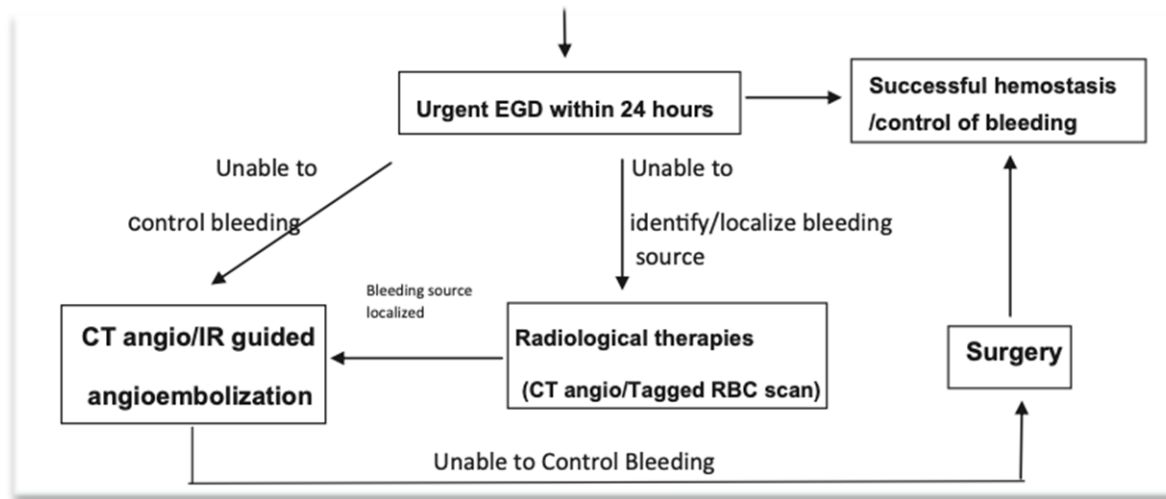 Urgent EGD within 24 hours
Successful hemostasis
/control of bleeding
Unable to
control bleeding
Unable to
identify/localize bleeding
source
Bleeding source
localized
CT angio/IR guided
angioembolization
Radiological therapies
(CT angio/Tagged RBC scan)
Surgery
Unable to Control Bleeding